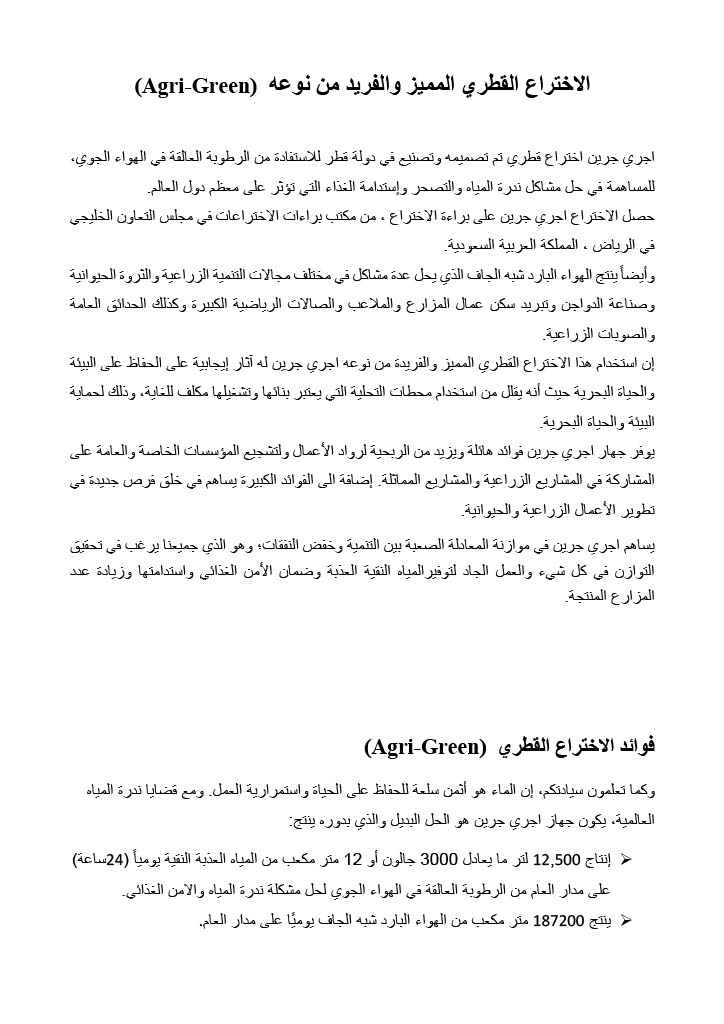 الاختراع القطري المميز والفريد من نوعه (Agri-Green)
اجري جرين اختراع قطري تم تصميمه وتصنيع في دولة قطر للاستفادة من الرطوبة العالقة في الهواء الجوي،
للمساهمة في حل مشاكل ندرة المياه والتصحر وإستدامة الغذاء التي تؤثر على معظم دول العالم.
حصل الاختراع اجري جرين على براءة الاختراع ، من مكتب براءات الاختراعات في مجلس التعاون الخليجي
في الرياض ، المملكة العربية السعودية.
وأيضاً ينتج الهواء البارد شبه الجاف الذي يحل عدة مشاكل في مختلف مجالات التنمية الزراعية والثروة الحيوانية
وصناعة الدواجن وتبريد سكن عمال المزارع والملاعب والصالات الرياضية الكبيرة وكذلك الحدائق العامة
والصوبات الزراعية.
إن استخدام هذا الاختراع القطري المميز والفريدة من نوعه اجري جرين له آثار إيجابية على الحفاظ على البيئة
والحياة البحرية حيث أنه يقلل من استخدام محطات التحلية التي يعتبر بنائها وتشغيلها مكلف للغاية، وذلك لحماية
البيئة والحياة البحرية.
يوفر جهار اجري جرين فوائد هائلة ويزيد من الربحية لرواد الأعمال ولتشجيع المؤسسات الخاصة والعامة على
المشاركة في المشاريع الزراعية والمشاريع المماثلة. إضافة الى الفوائد الكبيرة يساهم في خلق فرص جديدة في
تطوير الأعمال الزراعية والحيوانية.
يساهم اجري جرين في موازنة المعادلة الصعبة بين التنمية وخفض النفقات؛ وهو الذي جميعنا يرغب في تحقيق
التوازن في كل شيء والعمل الجاد لتوفيرالمياه النقية العذبة وضمان الأمن الغذائي واستدامتها وزيادة عدد
المزارع المنتجة.
فوائد الاختراع القطري (Agri-Green)
وكما تعلمون سيادتكم، إن الماء هو أثمن سلعة للحفاظ على الحياة واستمرارية العمل. ومع قضايا ندرة المياه
العالمية، يكون جهاز اجري جرين هو الحل البديل والذي بدوره ينتج:
➢ إنتاج 12,500 لتر ما يعادل 3000 جالون أو 12 متر مكعب من المياه العذبة النقية يومياً (24ساعة)
على مدار العام من الرطوبة العالقة في الهواء الجوي لحل مشكلة ندرة المياه والامن الغذائي.
➢ ينتج 187200 متر مكعب من الهواء البارد شبه الجاف يوميًا على مدار العام.